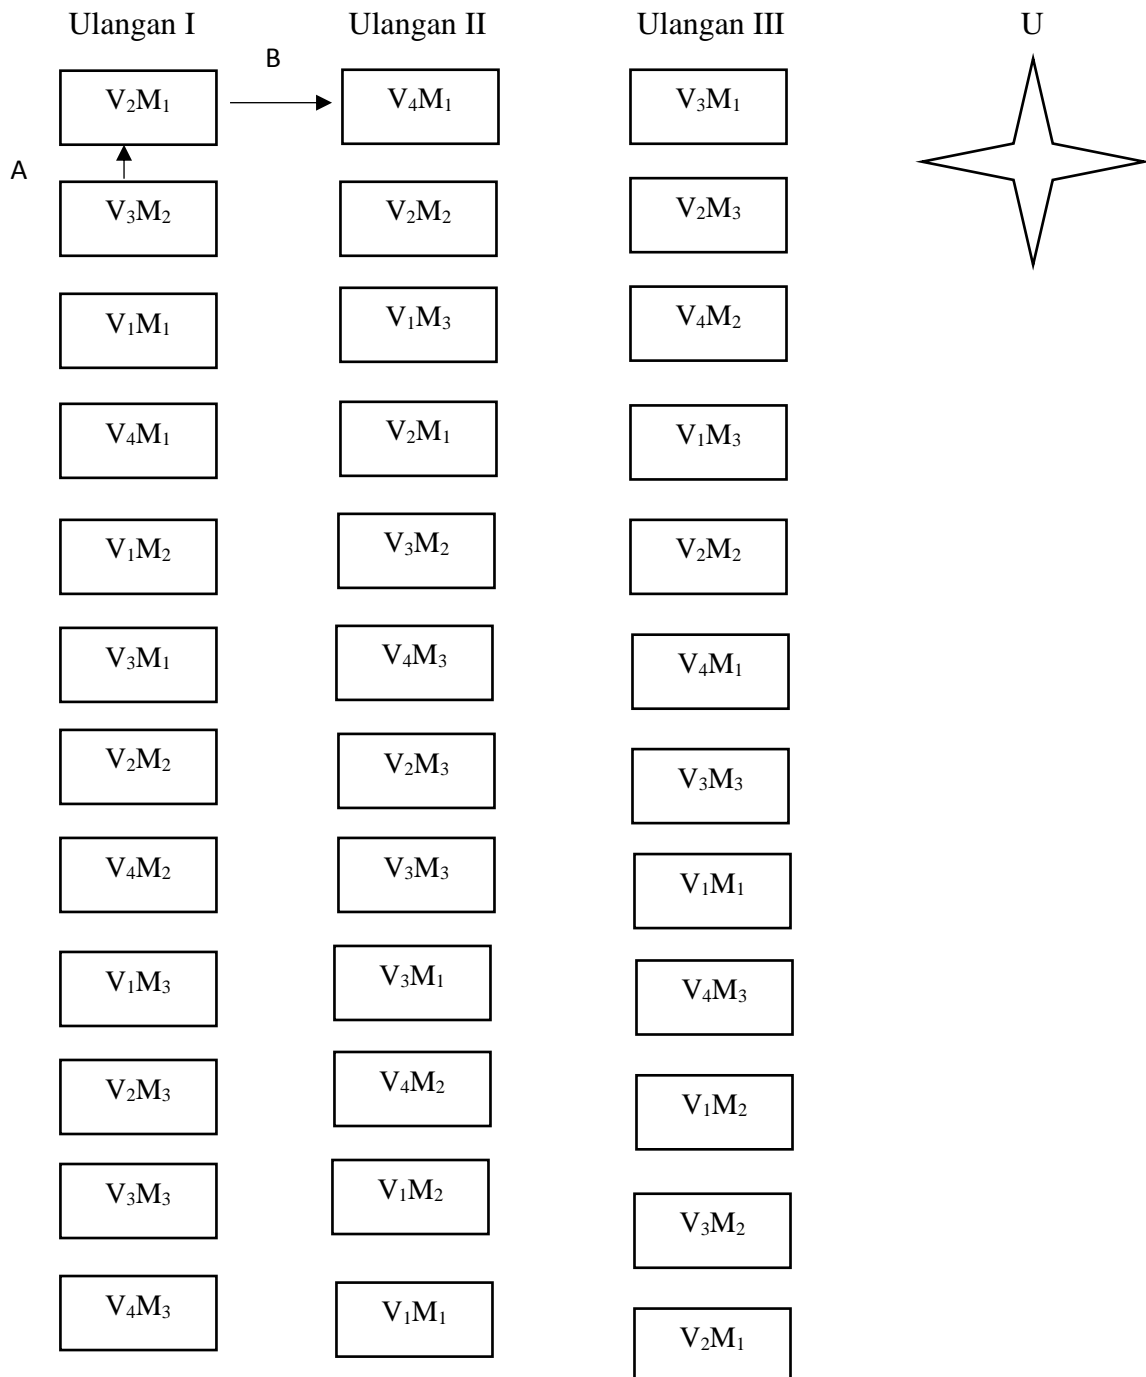 Ulangan I Ulangan II Ulangan III U
B
V₂M₁ V₄M₁ V₃M₁
A
V₃M₂ V₂M₂ V₂M₃
V₁M₁ V₁M₃ V₄M₂
V₄M₁ V₂M₁ V₁M₃
V₁M₂ V₃M₂ V₂M₂
V₃M₁ V₄M₃ V₄M₁
V₂M₂ V₂M₃ V₃M₃
V₄M₂ V₃M₃ V₁M₁
V₁M₃ V₃M₁ V₄M₃
V₂M₃ V₄M₂ V₁M₂
V₃M₃ V₁M₂ V₃M₂
V₄M₃ V₁M₁ V₂M₁